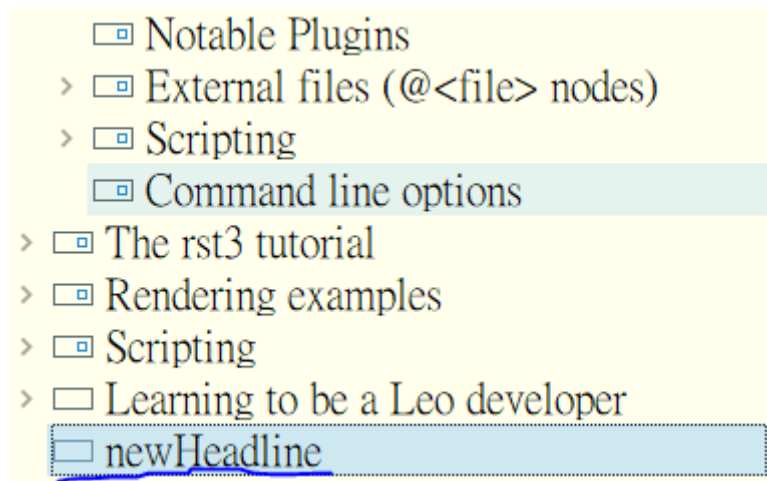 Notable Plugins
External files (@<file> nodes)
Scripting
Command line options
The rst3 tutorial
Rendering examples
Scripting
Learning to be a Leo developer
newHeadline